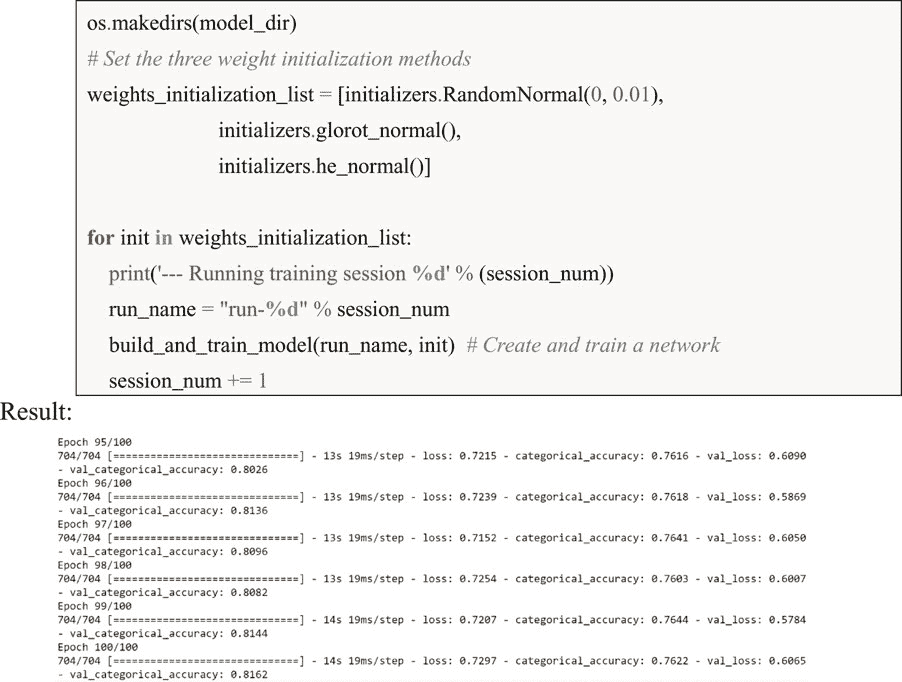 os.makedirs(model_dir)
# Set the three weight initialization methods
weights_initialization_list = [initializers.RandomNormal(0, 0.01),
initializers.glorot_normal(),
initializers.he_normal()]
for init in weights_initialization_list:
print('--- Running training session %d' % (session_num))
run_name = "run-%d" % session_num
build_and_train_model(run_name, init) # Create and train a network
session_num += 1
Result:
Epoch 95/100
704/704 [==============================] - 13s 19ms/step - loss: 0.7215 - categorical_accuracy: 0.7616 - val_loss: 0.6090
- val_categorical_accuracy: 0.8026
Epoch 96/100
704/704 [==============================] - 13s 19ms/step - loss: 0.7239 - categorical_accuracy: 0.7618 - val_loss: 0.5869
- val_categorical_accuracy: 0.8136
Epoch 97/100
704/704 [==============================] - 13s 19ms/step - loss: 0.7152 - categorical_accuracy: 0.7641 - val_loss: 0.6050
- val_categorical_accuracy: 0.8096
Epoch 98/100
704/704 [==============================] - 13s 19ms/step - loss: 0.7254 - categorical_accuracy: 0.7603 - val_loss: 0.6007
- val_categorical_accuracy: 0.8082
Epoch 99/100
704/704 [==============================] - 14s 19ms/step - loss: 0.7207 - categorical_accuracy: 0.7644 - val_loss: 0.5784
- val_categorical_accuracy: 0.8144
Epoch 100/100
704/704 [==============================] - 14s 19ms/step - loss: 0.7297 - categorical_accuracy: 0.7622 - val_loss: 0.6065
- val_categorical_accuracy: 0.8162